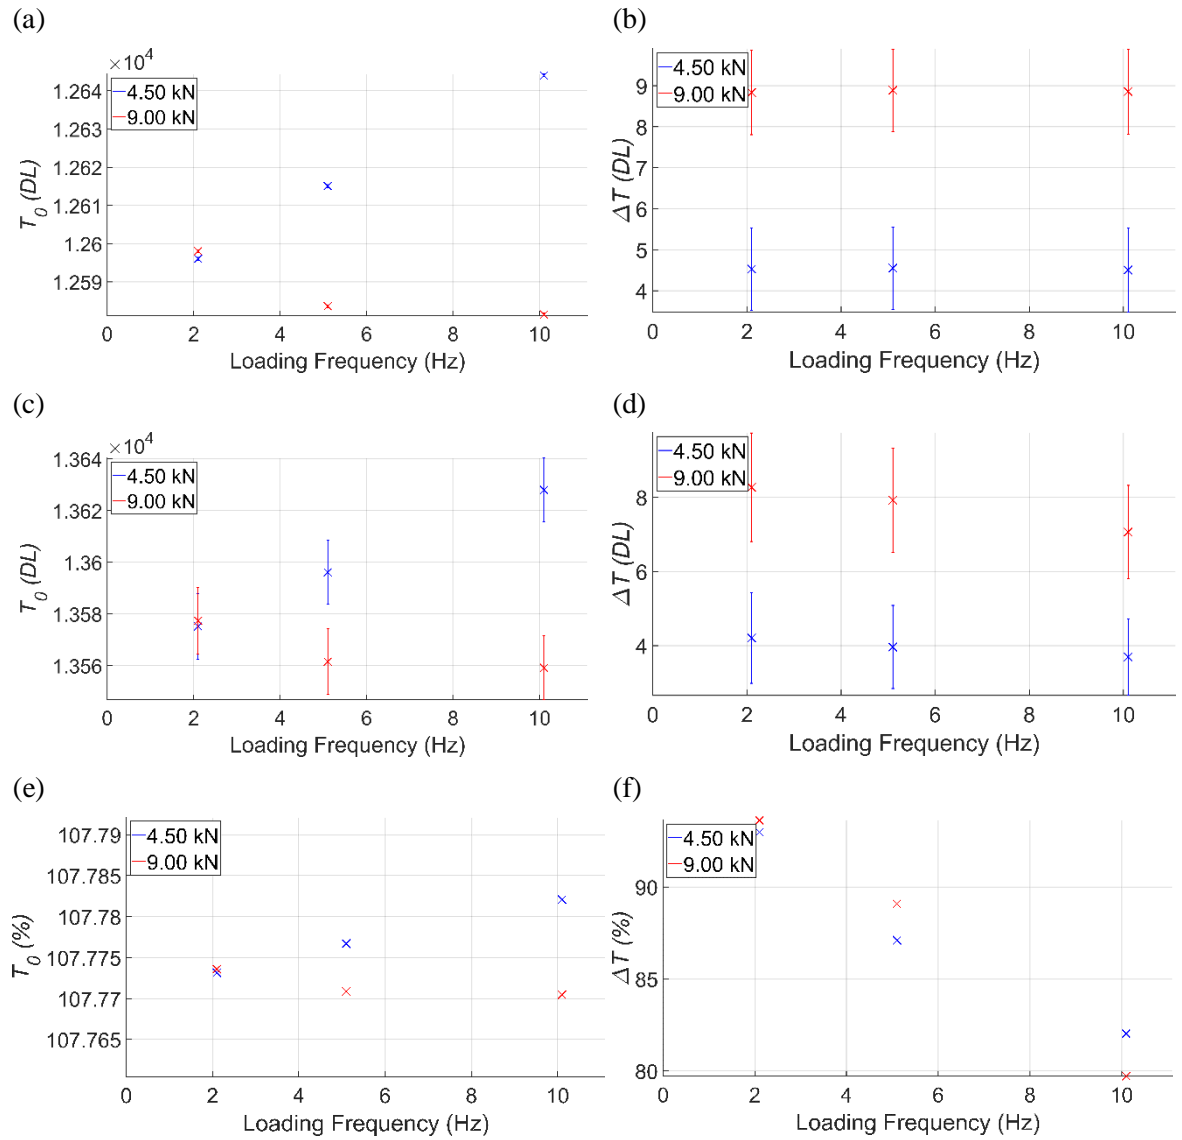 (a)
×10⁴
4.50 kN
9.00 kN
1.264
1.263
1.262
1.261
1.26
1.259
T₀ (DL)
0 2 4 6 8 10
Loading Frequency (Hz)
(b)
4.50 kN
9.00 kN
9
8
7
6
5
4
ΔT (DL)
0 2 4 6 8 10
Loading Frequency (Hz)
(c)
×10⁴
4.50 kN
9.00 kN
1.364
1.362
1.36
1.358
1.356
T₀ (DL)
0 2 4 6 8 10
Loading Frequency (Hz)
(d)
4.50 kN
9.00 kN
8
6
4
ΔT (DL)
0 2 4 6 8 10
Loading Frequency (Hz)
(e)
4.50 kN
9.00 kN
107.79
107.785
107.78
107.775
107.77
107.765
T₀ (%)
0 2 4 6 8 10
Loading Frequency (Hz)
(f)
4.50 kN
9.00 kN
90
85
80
ΔT (%)
0 2 4 6 8 10
Loading Frequency (Hz)